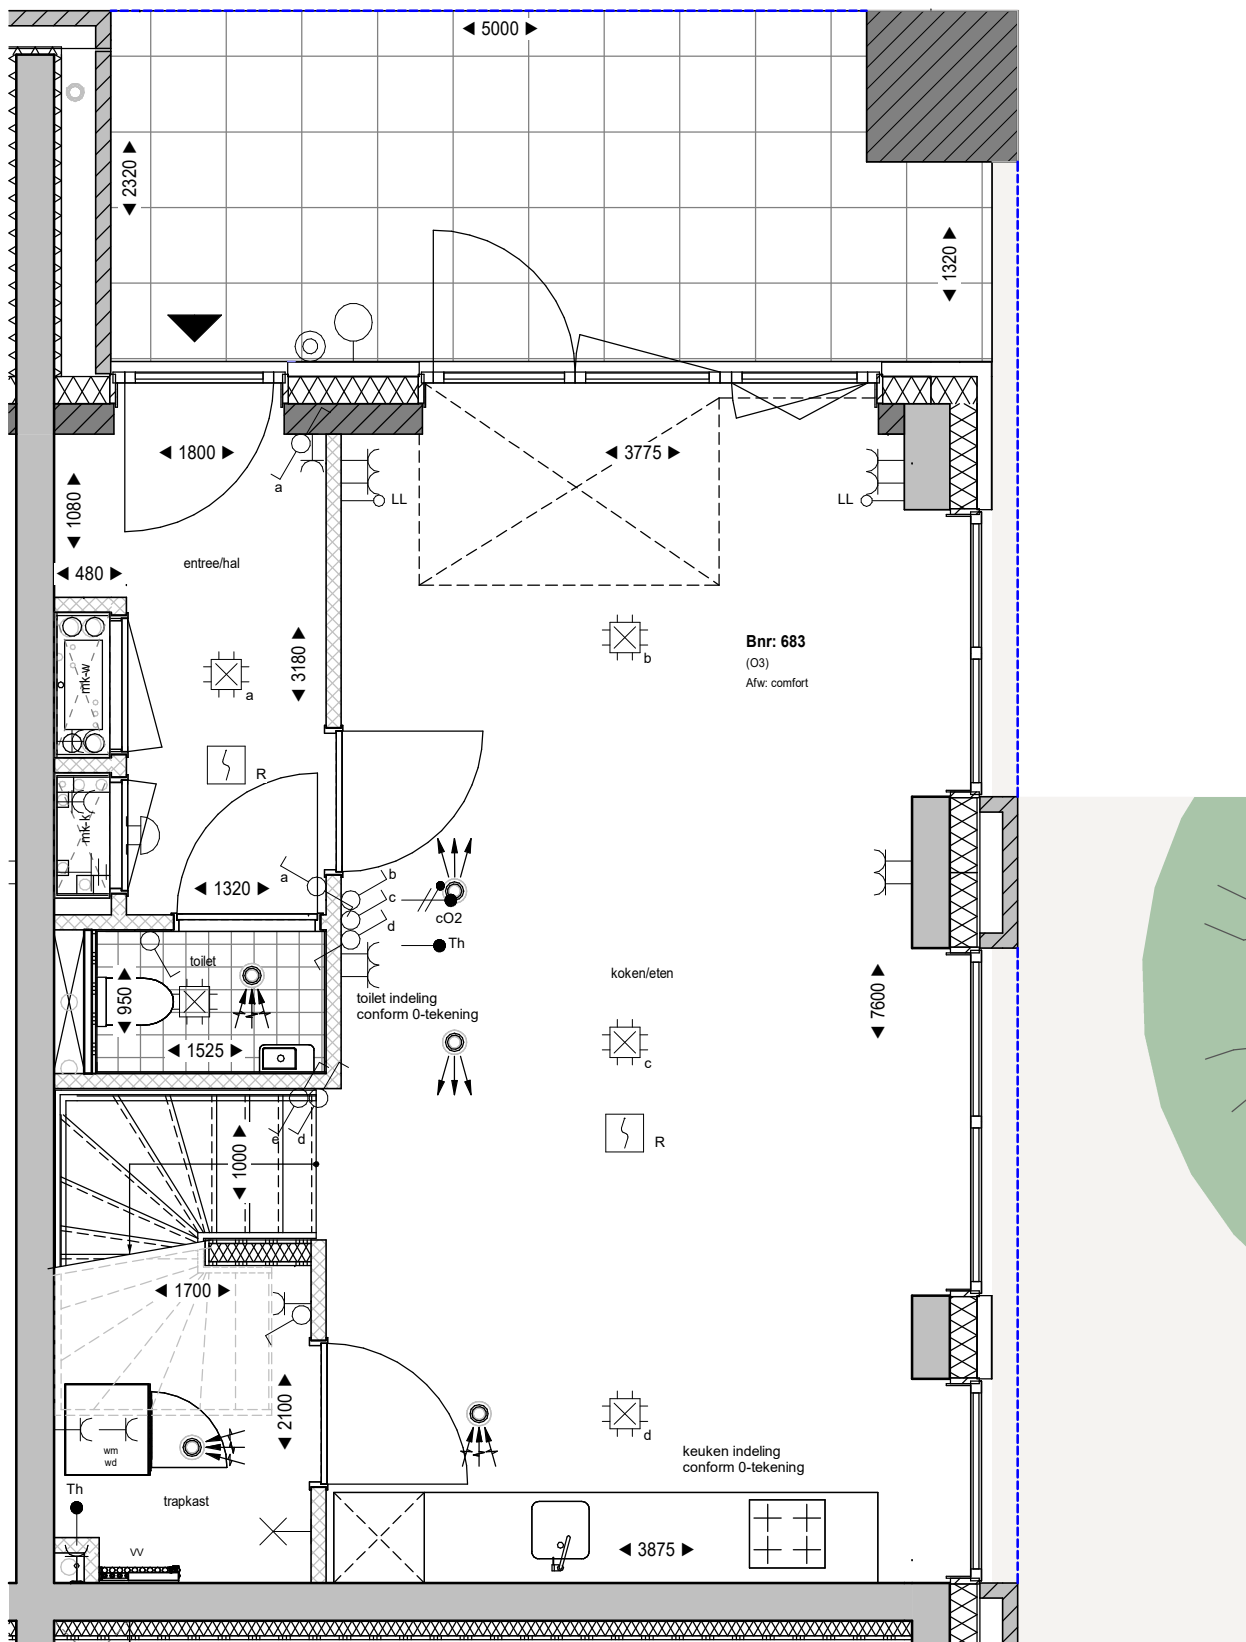 5000
2320
1320
1800
3775
a
LL
LL
1080
entree/hal
480
3180
b
Bnr: 683
(O3)
Afw: comfort
mk-w
a
R
mk-k
a
b
1320
c
cO2
d
Th
toilet
koken/eten
950
7600
toilet indeling
conform 0-tekening
1525
c
e
d
1000
R
1700
2100
d
keuken indeling
conform 0-tekening
wm
wd
Th
trapkast
3875
VV